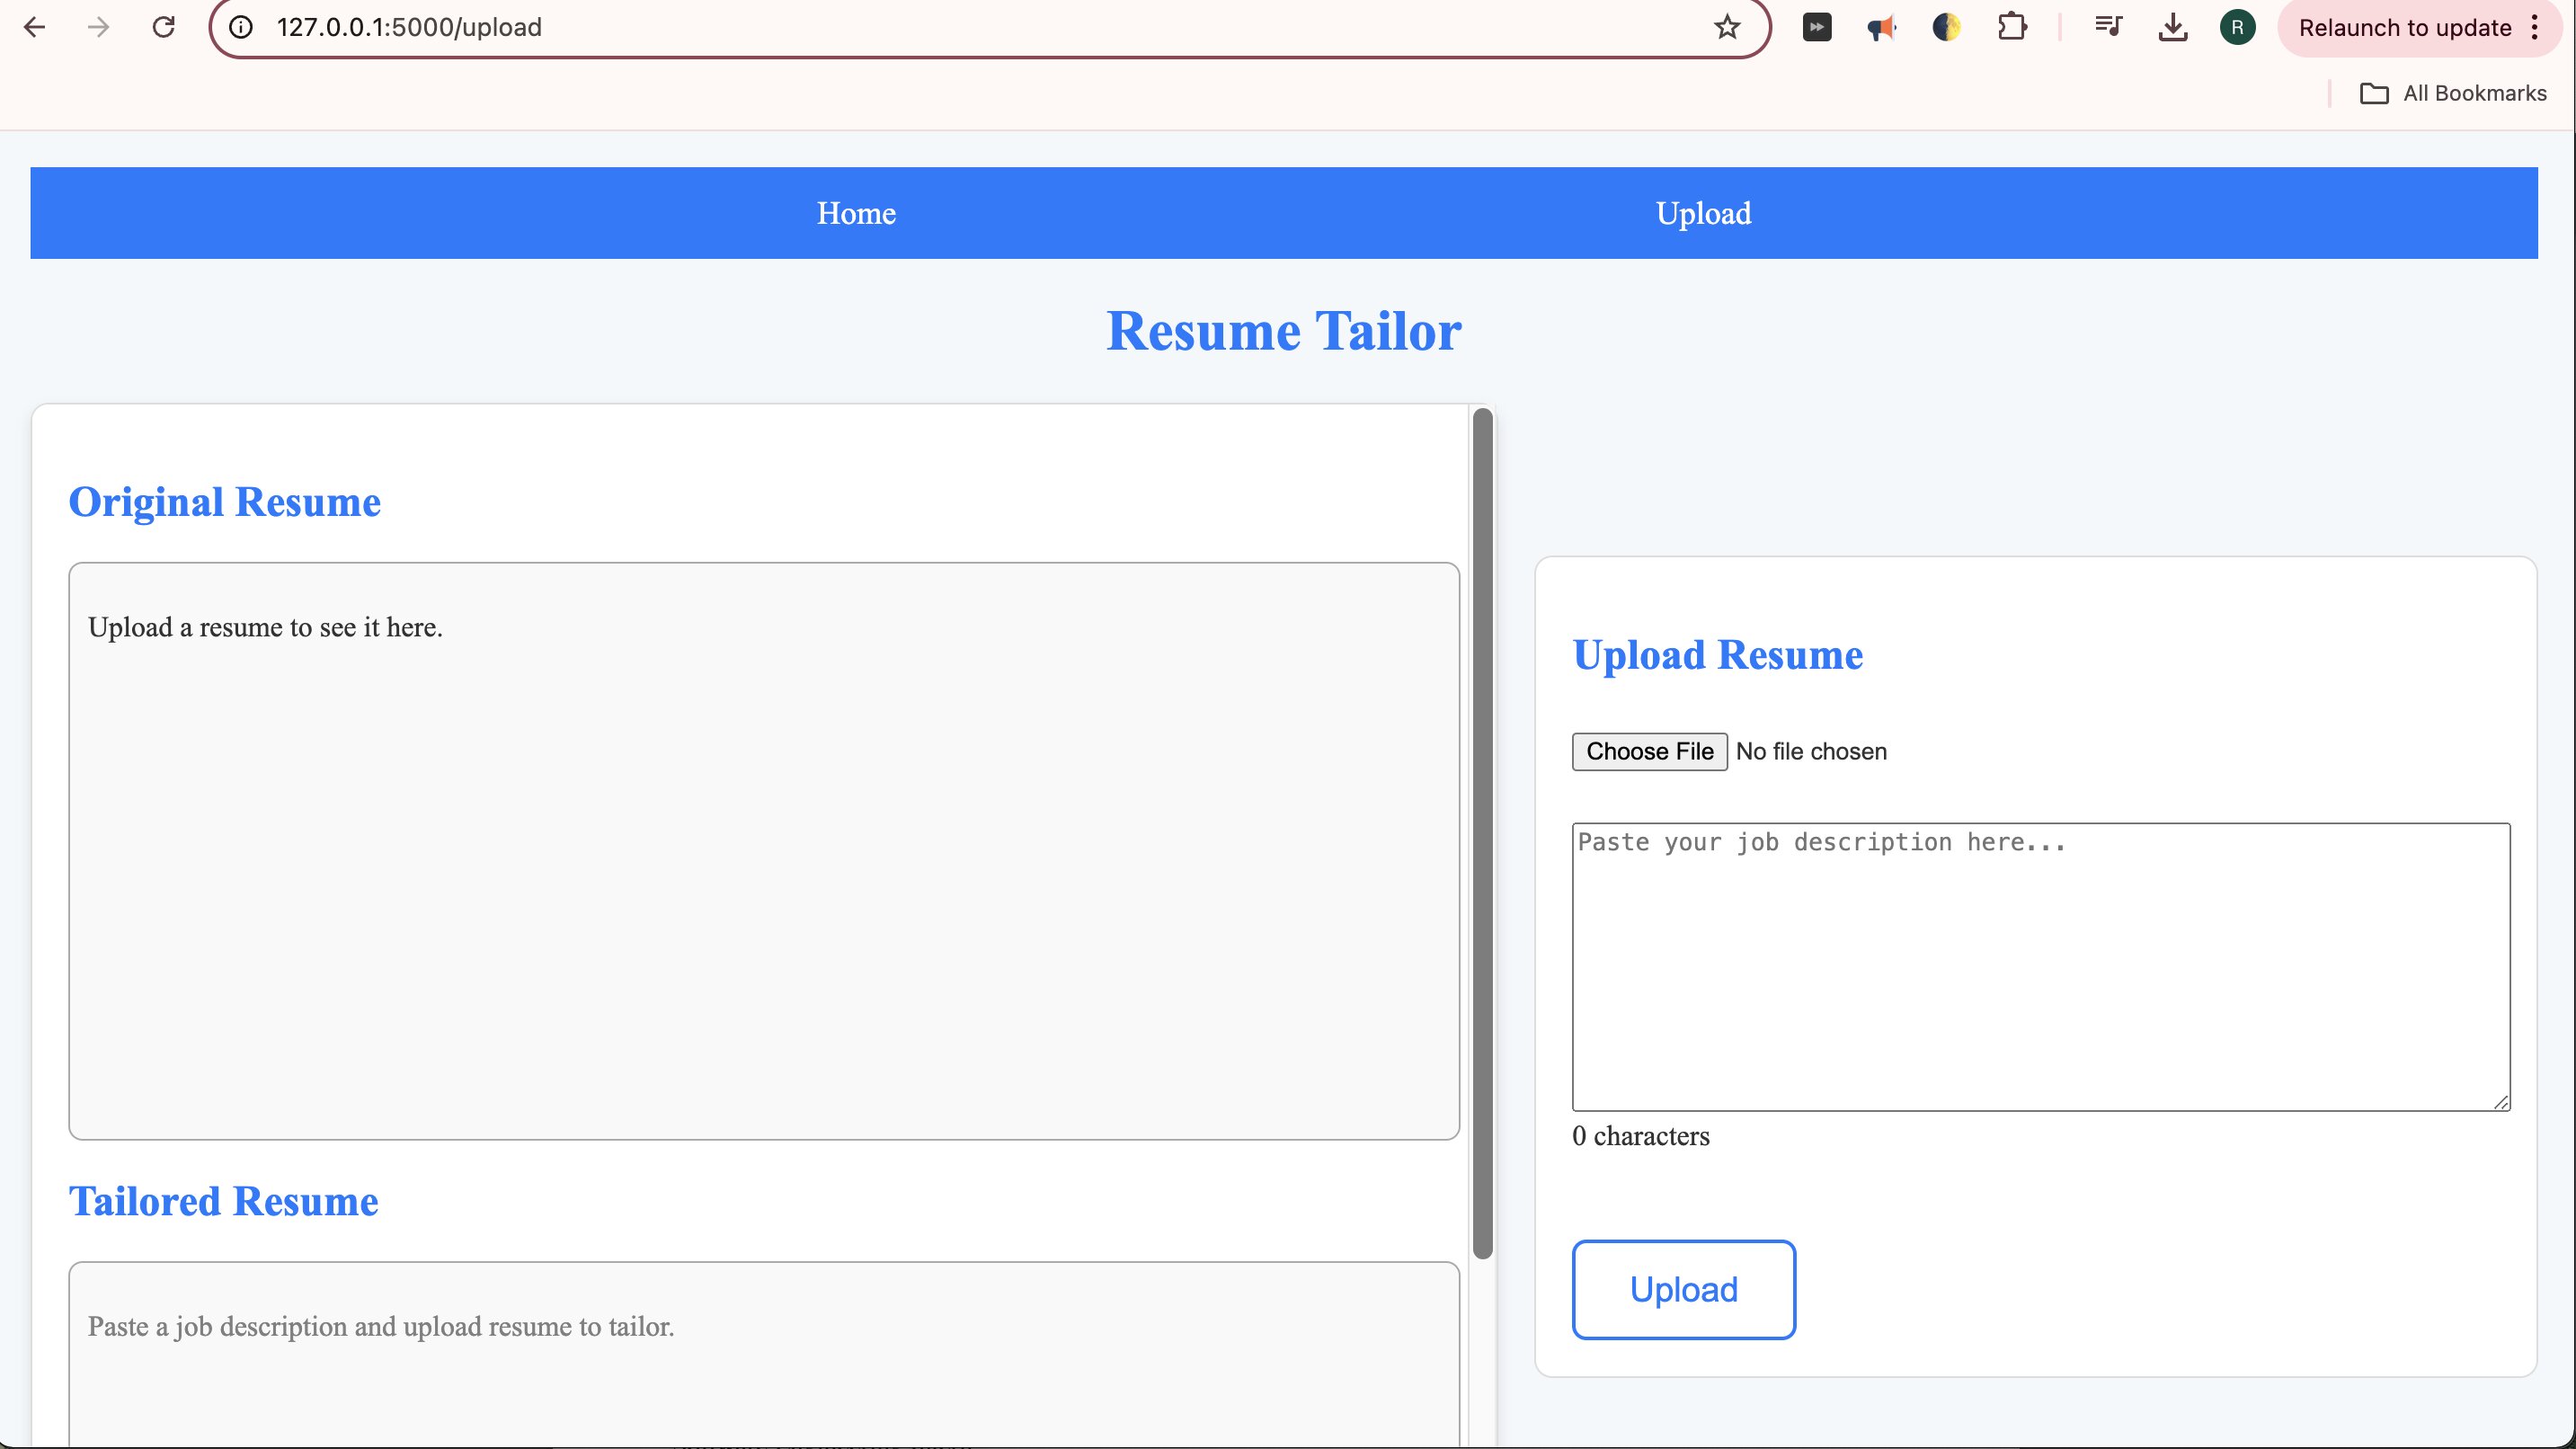 127.0.0.1:5000/upload
R
Relaunch to update
All Bookmarks
Home
Upload
Resume Tailor
Original Resume
Upload a resume to see it here.
Tailored Resume
Paste a job description and upload resume to tailor.
Upload Resume
Choose File No file chosen
Paste your job description here...
0 characters
Upload